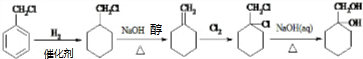 CH₂Cl CH₂Cl CH₂ CH₂Cl CH₂OH
H₂ NaOH 醇 Cl₂ Cl NaOH(aq) OH
催化剂 △ △